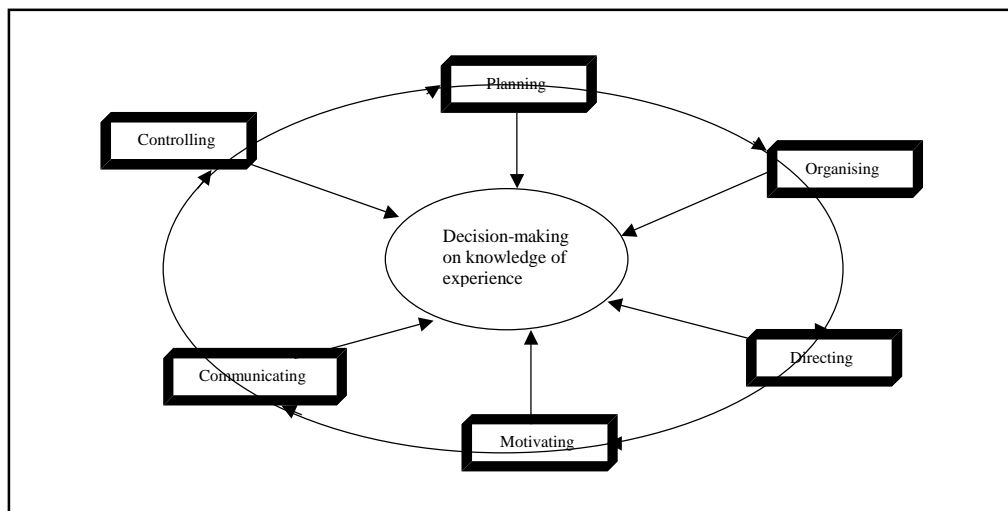 Planning
Controlling
Organising
Decision-making
on knowledge of
experience
Directing
Communicating
Motivating